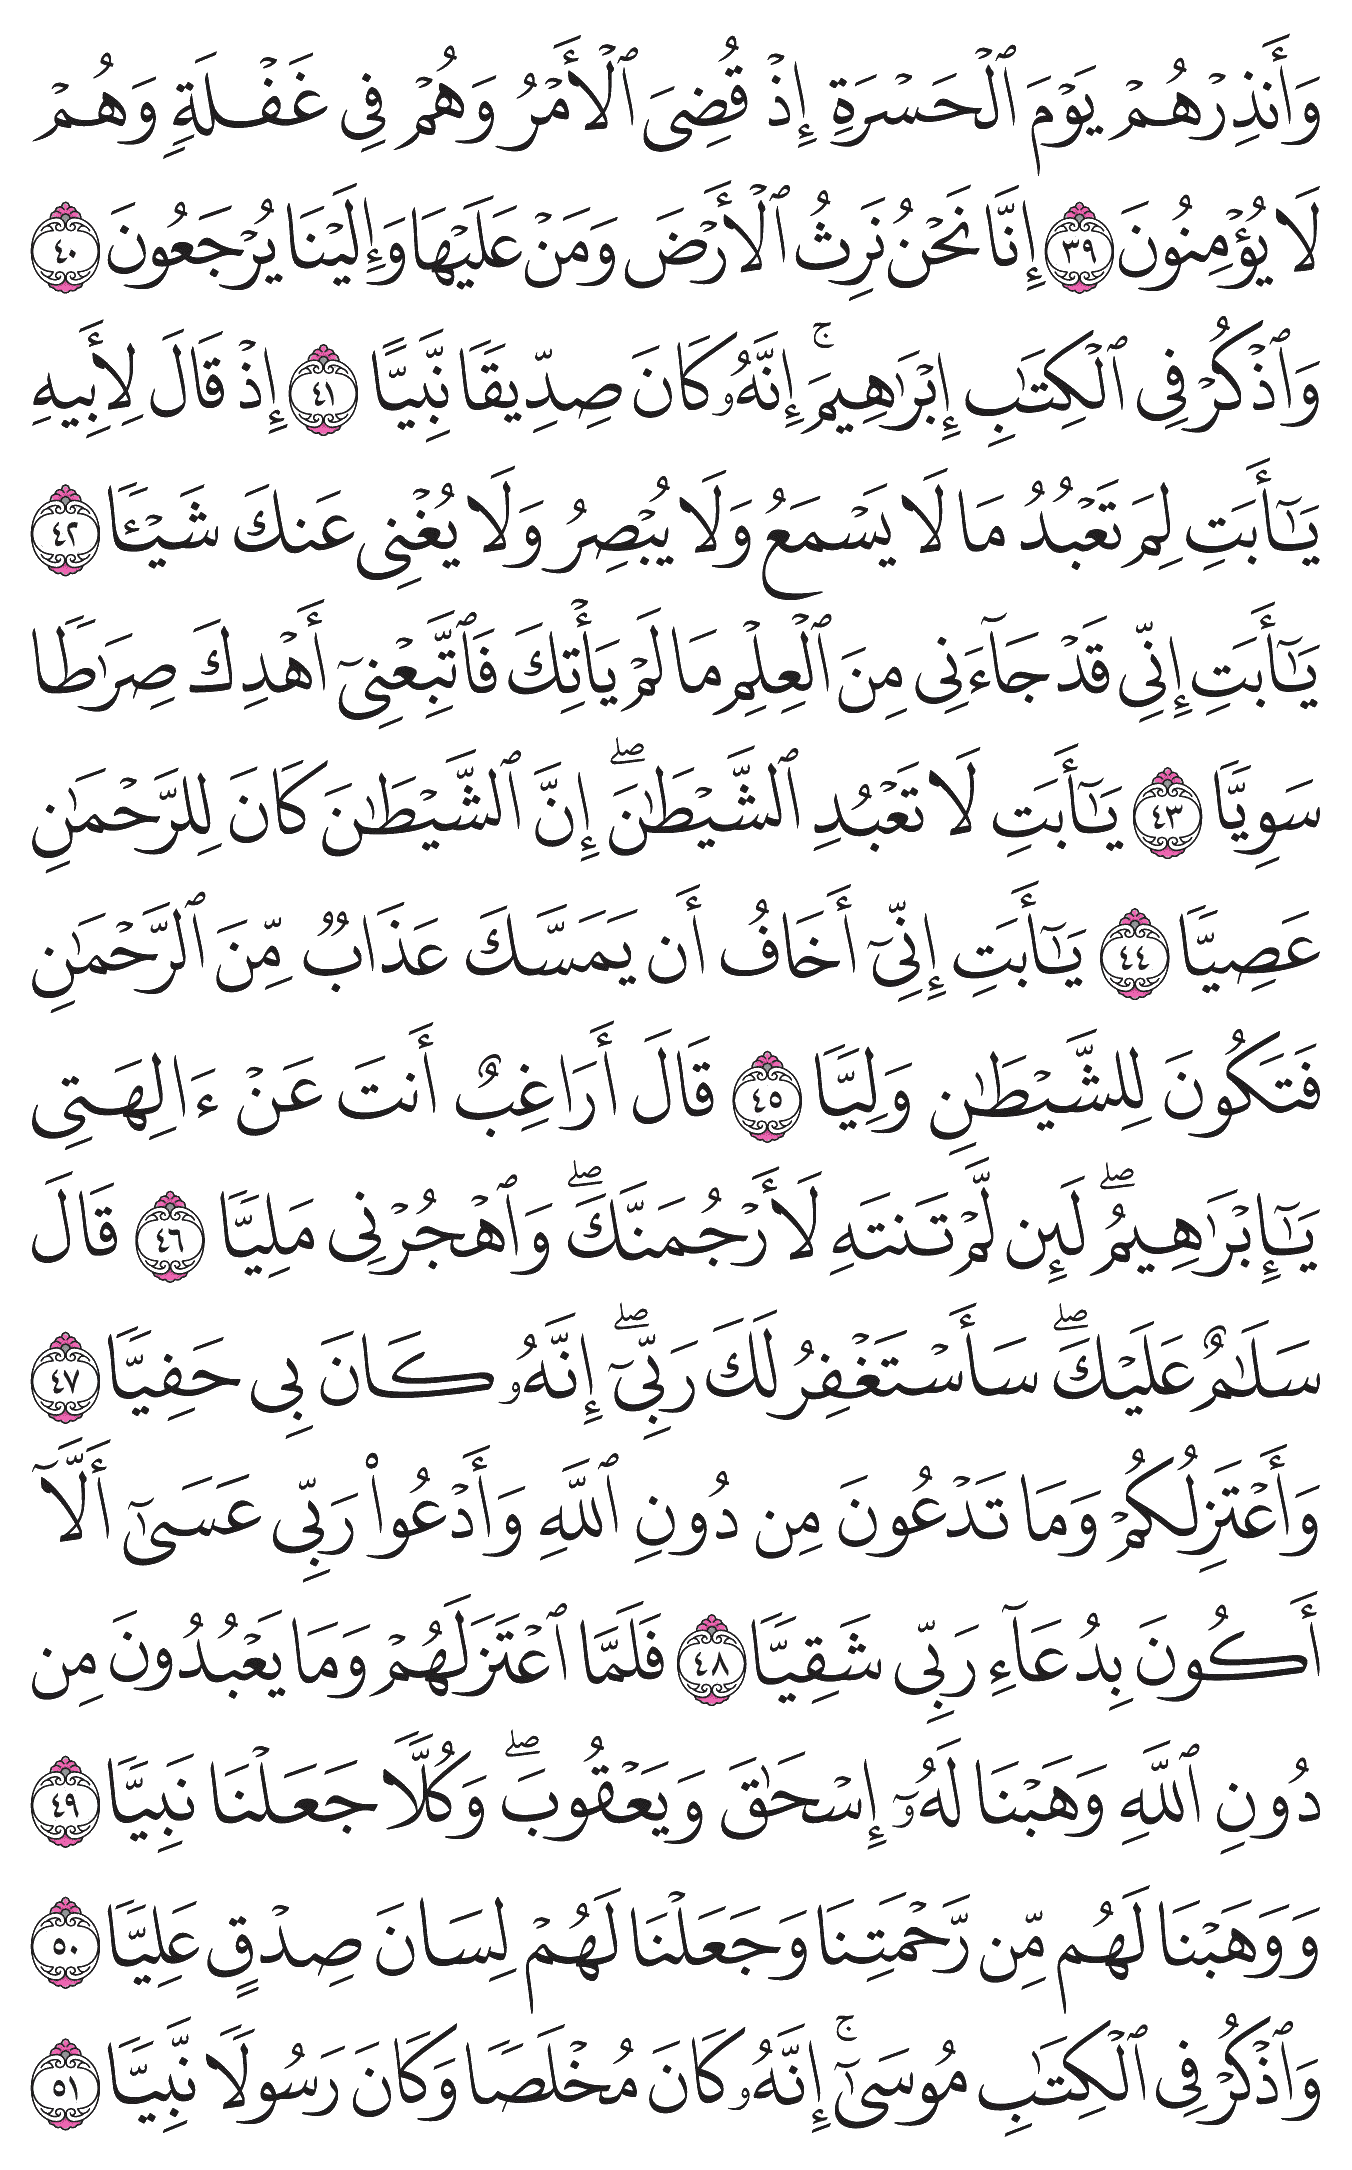 وَأَنذِرْهُمْ يَوْمَ ٱلْحَسْرَةِ إِذْ قُضِىَ ٱلْأَمْرُ وَهُمْ فِى غَفْلَةٍ وَهُمْ
لَا يُؤْمِنُونَ ٣٩ إِنَّا نَحْنُ نَرِثُ ٱلْأَرْضَ وَمَنْ عَلَيْهَا وَإِلَيْنَا يُرْجَعُونَ ٤٠
وَٱذْكُرْ فِى ٱلْكِتَٰبِ إِبْرَٰهِيمَ ۚ إِنَّهُۥ كَانَ صِدِّيقًا نَّبِيًّا ٤١ إِذْ قَالَ لِأَبِيهِ
يَٰٓأَبَتِ لِمَ تَعْبُدُ مَا لَا يَسْمَعُ وَلَا يُبْصِرُ وَلَا يُغْنِى عَنكَ شَيْـًٔا ٤٢
يَٰٓأَبَتِ إِنِّى قَدْ جَآءَنِى مِنَ ٱلْعِلْمِ مَا لَمْ يَأْتِكَ فَٱتَّبِعْنِىٓ أَهْدِكَ صِرَٰطًا
سَوِيًّا ٤٣ يَٰٓأَبَتِ لَا تَعْبُدِ ٱلشَّيْطَٰنَ ۖ إِنَّ ٱلشَّيْطَٰنَ كَانَ لِلرَّحْمَٰنِ
عَصِيًّا ٤٤ يَٰٓأَبَتِ إِنِّىٓ أَخَافُ أَن يَمَسَّكَ عَذَابٌ مِّنَ ٱلرَّحْمَٰنِ
فَتَكُونَ لِلشَّيْطَٰنِ وَلِيًّا ٤٥ قَالَ أَرَاغِبٌ أَنتَ عَنْ ءَالِهَتِى
يَٰٓإِبْرَٰهِيمُ ۖ لَئِن لَّمْ تَنتَهِ لَأَرْجُمَنَّكَ ۖ وَٱهْجُرْنِى مَلِيًّا ٤٦ قَالَ
سَلَٰمٌ عَلَيْكَ ۖ سَأَسْتَغْفِرُ لَكَ رَبِّىٓ ۖ إِنَّهُۥ كَانَ بِى حَفِيًّا ٤٧
وَأَعْتَزِلُكُمْ وَمَا تَدْعُونَ مِن دُونِ ٱللَّهِ وَأَدْعُوا۟ رَبِّى عَسَىٰٓ أَلَّآ
أَكُونَ بِدُعَآءِ رَبِّى شَقِيًّا ٤٨ فَلَمَّا ٱعْتَزَلَهُمْ وَمَا يَعْبُدُونَ مِن
دُونِ ٱللَّهِ وَهَبْنَا لَهُۥٓ إِسْحَٰقَ وَيَعْقُوبَ ۖ وَكُلًّا جَعَلْنَا نَبِيًّا ٤٩
وَوَهَبْنَا لَهُم مِّن رَّحْمَتِنَا وَجَعَلْنَا لَهُمْ لِسَانَ صِدْقٍ عَلِيًّا ٥٠
وَٱذْكُرْ فِى ٱلْكِتَٰبِ مُوسَىٰٓ ۚ إِنَّهُۥ كَانَ مُخْلَصًا وَكَانَ رَسُولًا نَّبِيًّا ٥١